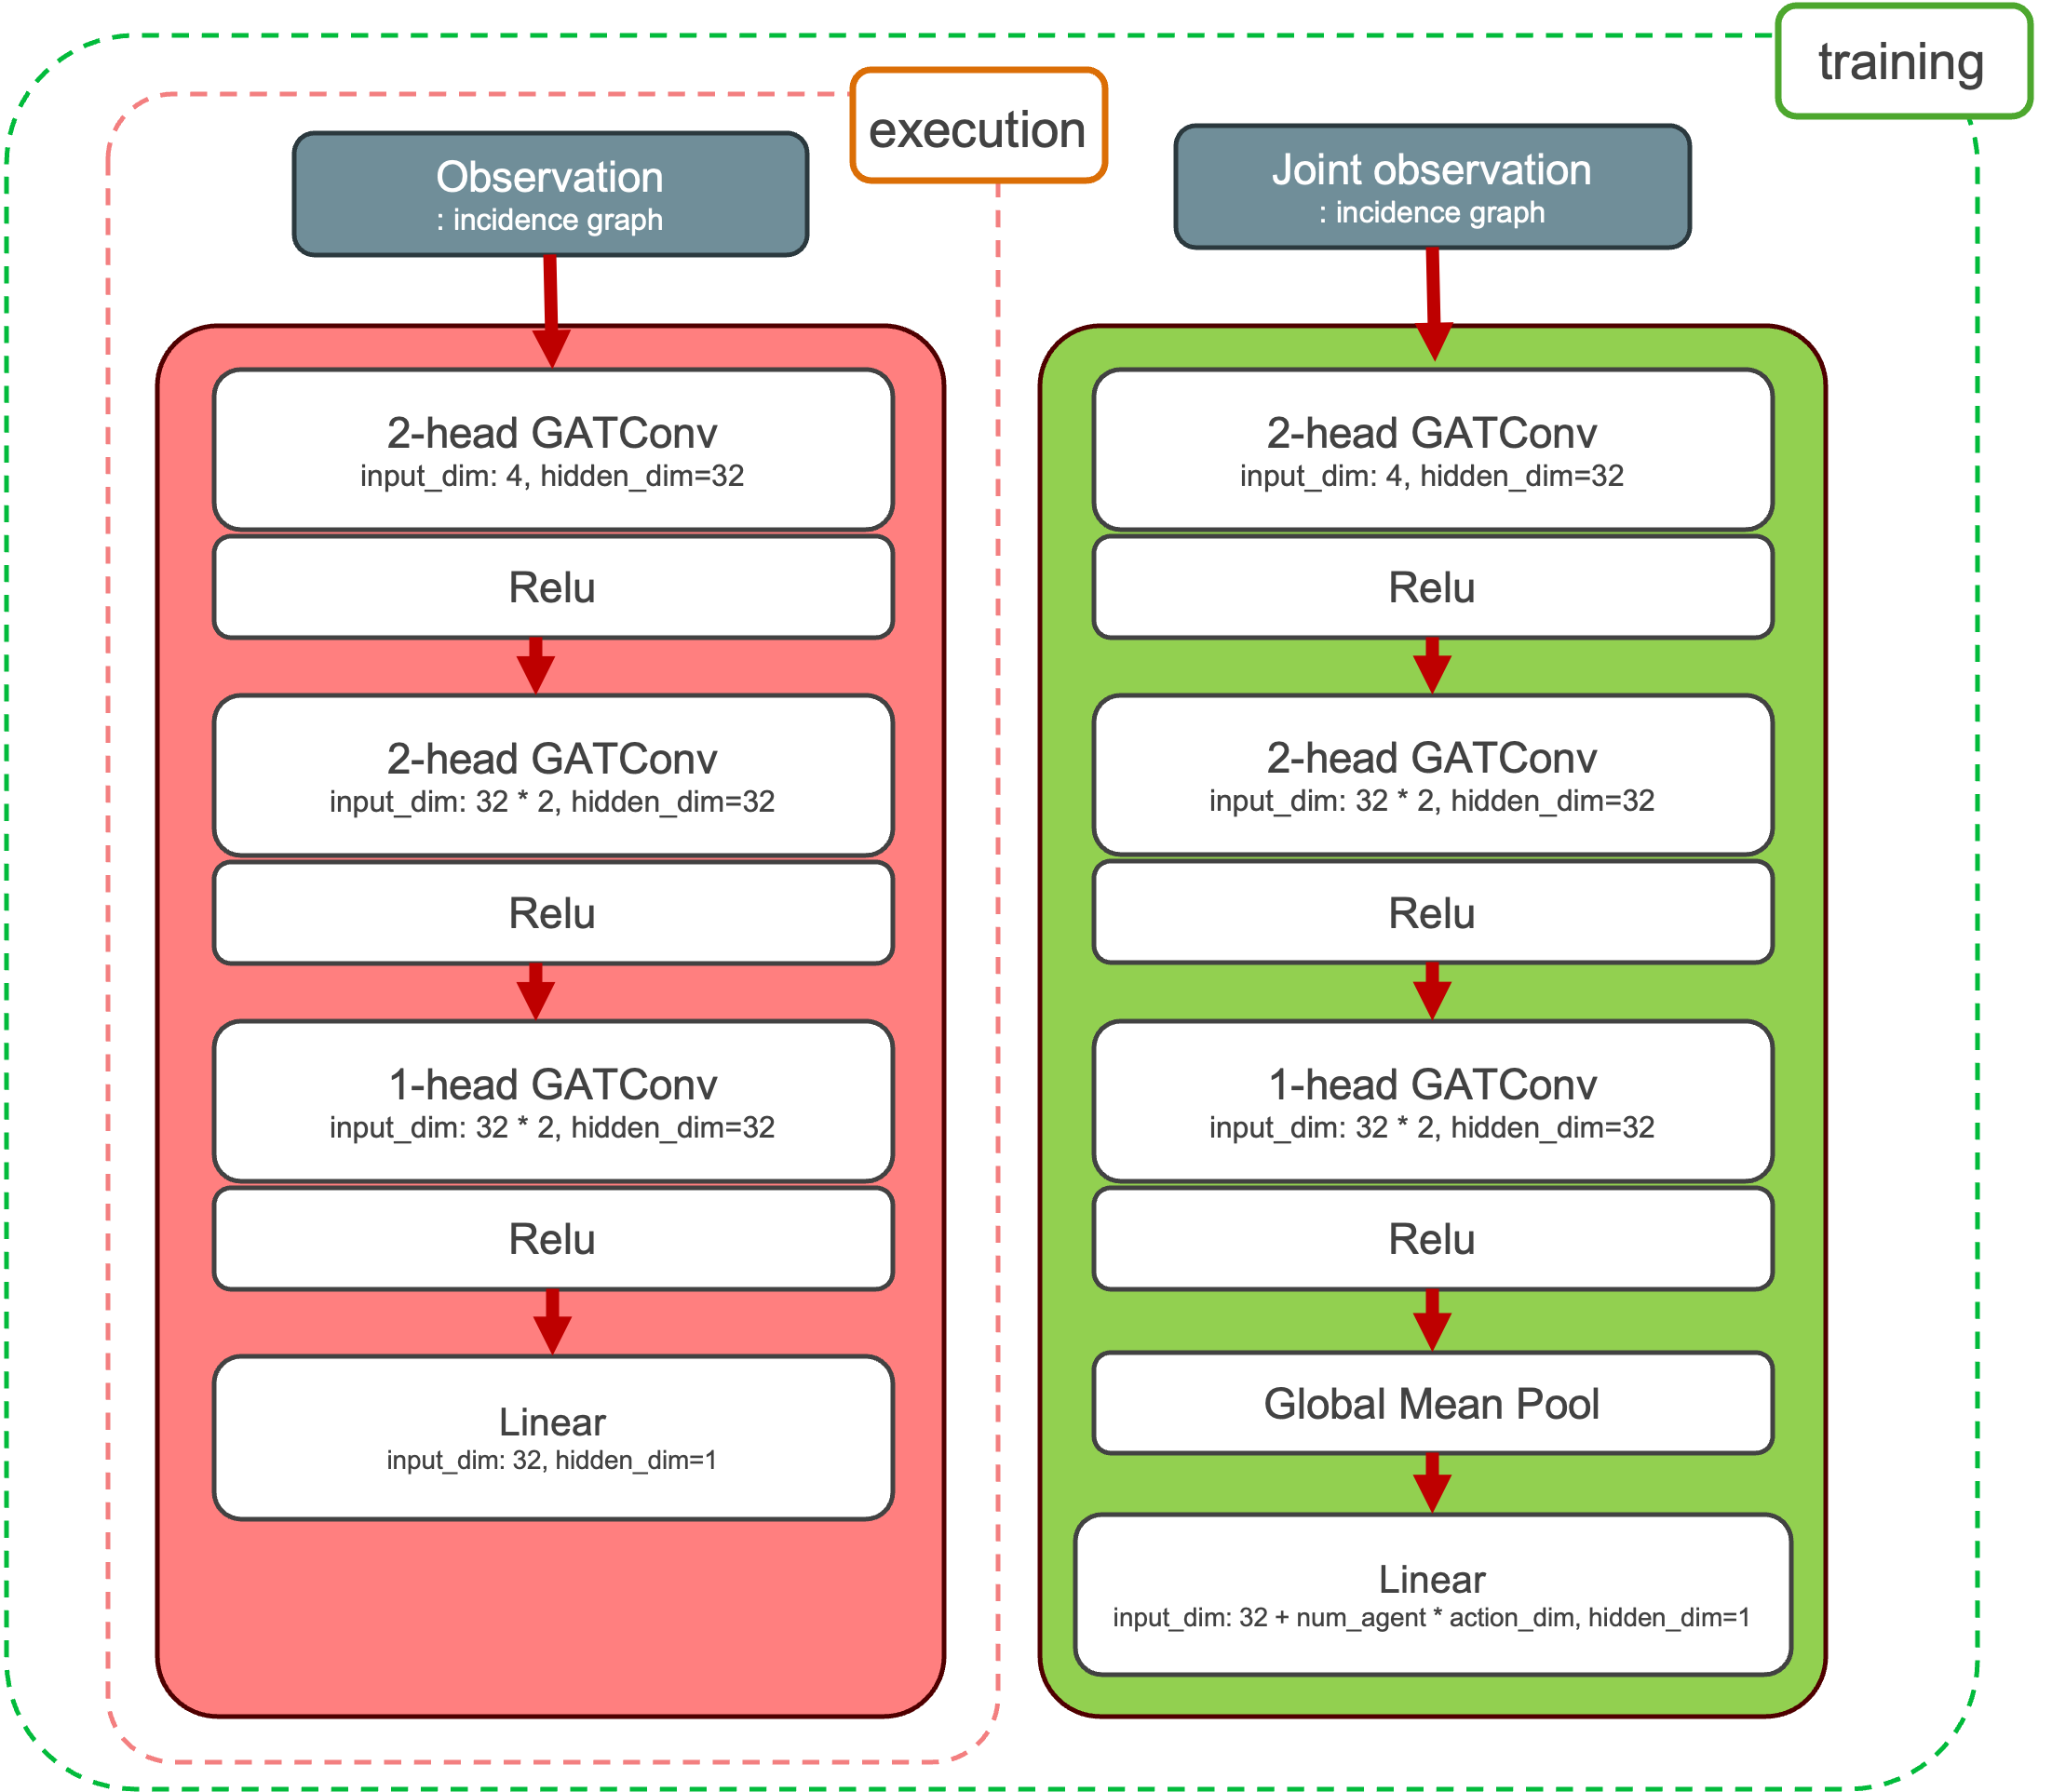 training
execution
Observation
: incidence graph
2-head GATConv
input_dim: 4, hidden_dim=32
Relu
2-head GATConv
input_dim: 32 * 2, hidden_dim=32
Relu
1-head GATConv
input_dim: 32 * 2, hidden_dim=32
Relu
Linear
input_dim: 32, hidden_dim=1
Joint observation
: incidence graph
2-head GATConv
input_dim: 4, hidden_dim=32
Relu
2-head GATConv
input_dim: 32 * 2, hidden_dim=32
Relu
1-head GATConv
input_dim: 32 * 2, hidden_dim=32
Relu
Global Mean Pool
Linear
input_dim: 32 + num_agent * action_dim, hidden_dim=1